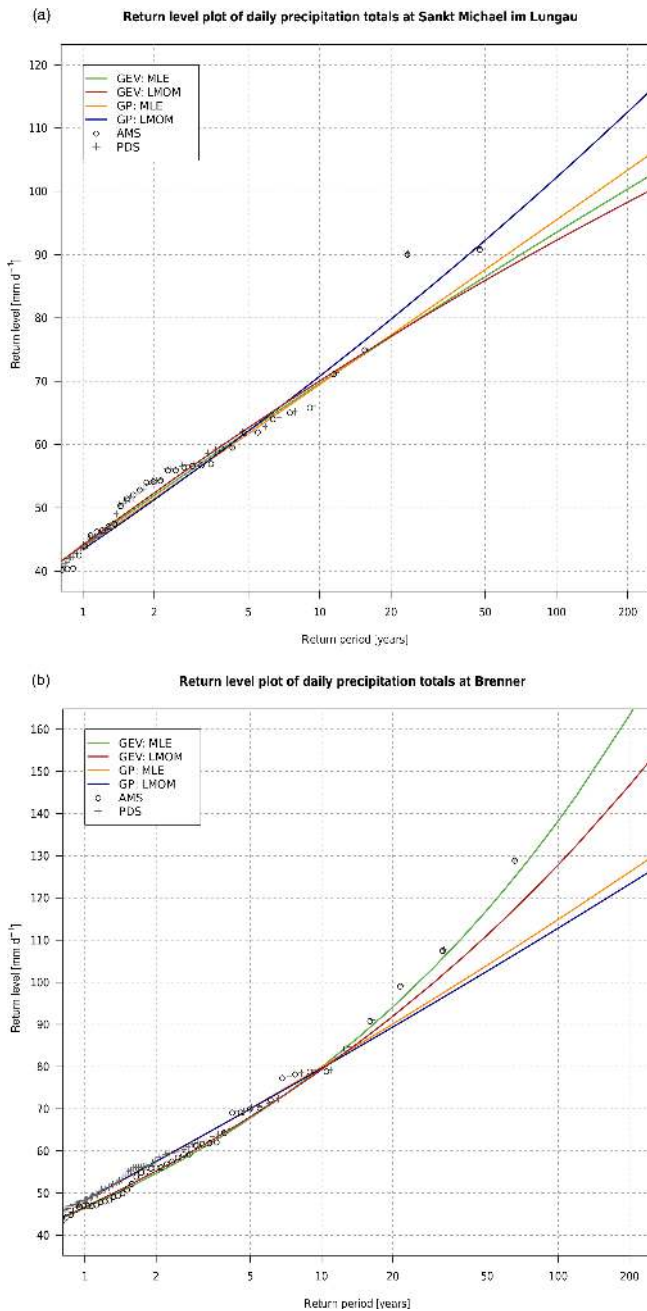 (a)
Return level plot of daily precipitation totals at Sankt Michael im Lungau
GEV: MLE
GEV: LMOM
GP: MLE
GP: LMOM
AMS
PDS
Return level [mm d⁻¹]
120
110
100
90
80
70
60
50
40
1 2 5 10 20 50 100 200
Return period [years]
(b)
Return level plot of daily precipitation totals at Brenner
GEV: MLE
GEV: LMOM
GP: MLE
GP: LMOM
AMS
PDS
Return level [mm d⁻¹]
160
150
140
130
120
110
100
90
80
70
60
50
40
1 2 5 10 20 50 100 200
Return period [years]